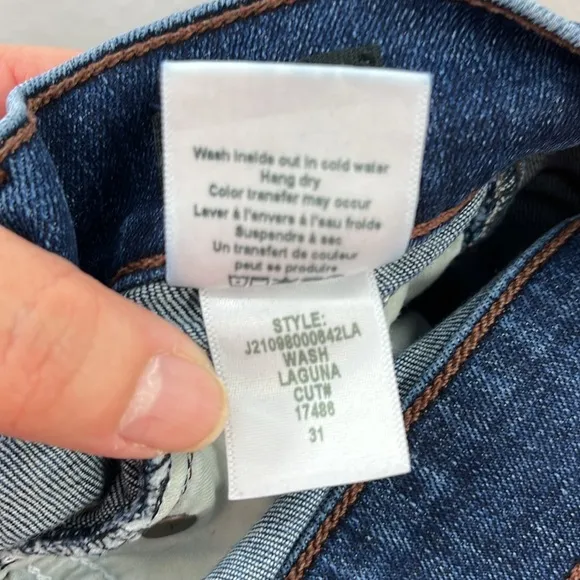 Wash inside out in cold water
Hang dry
Color transfer may occur
Lever à l'envers à l'eau froide
Suspendre à sec
Un transfert de couleur
peut se produire
STYLE:
J21098000642LA
WASH
LAGUNA
CUT#
17486
31